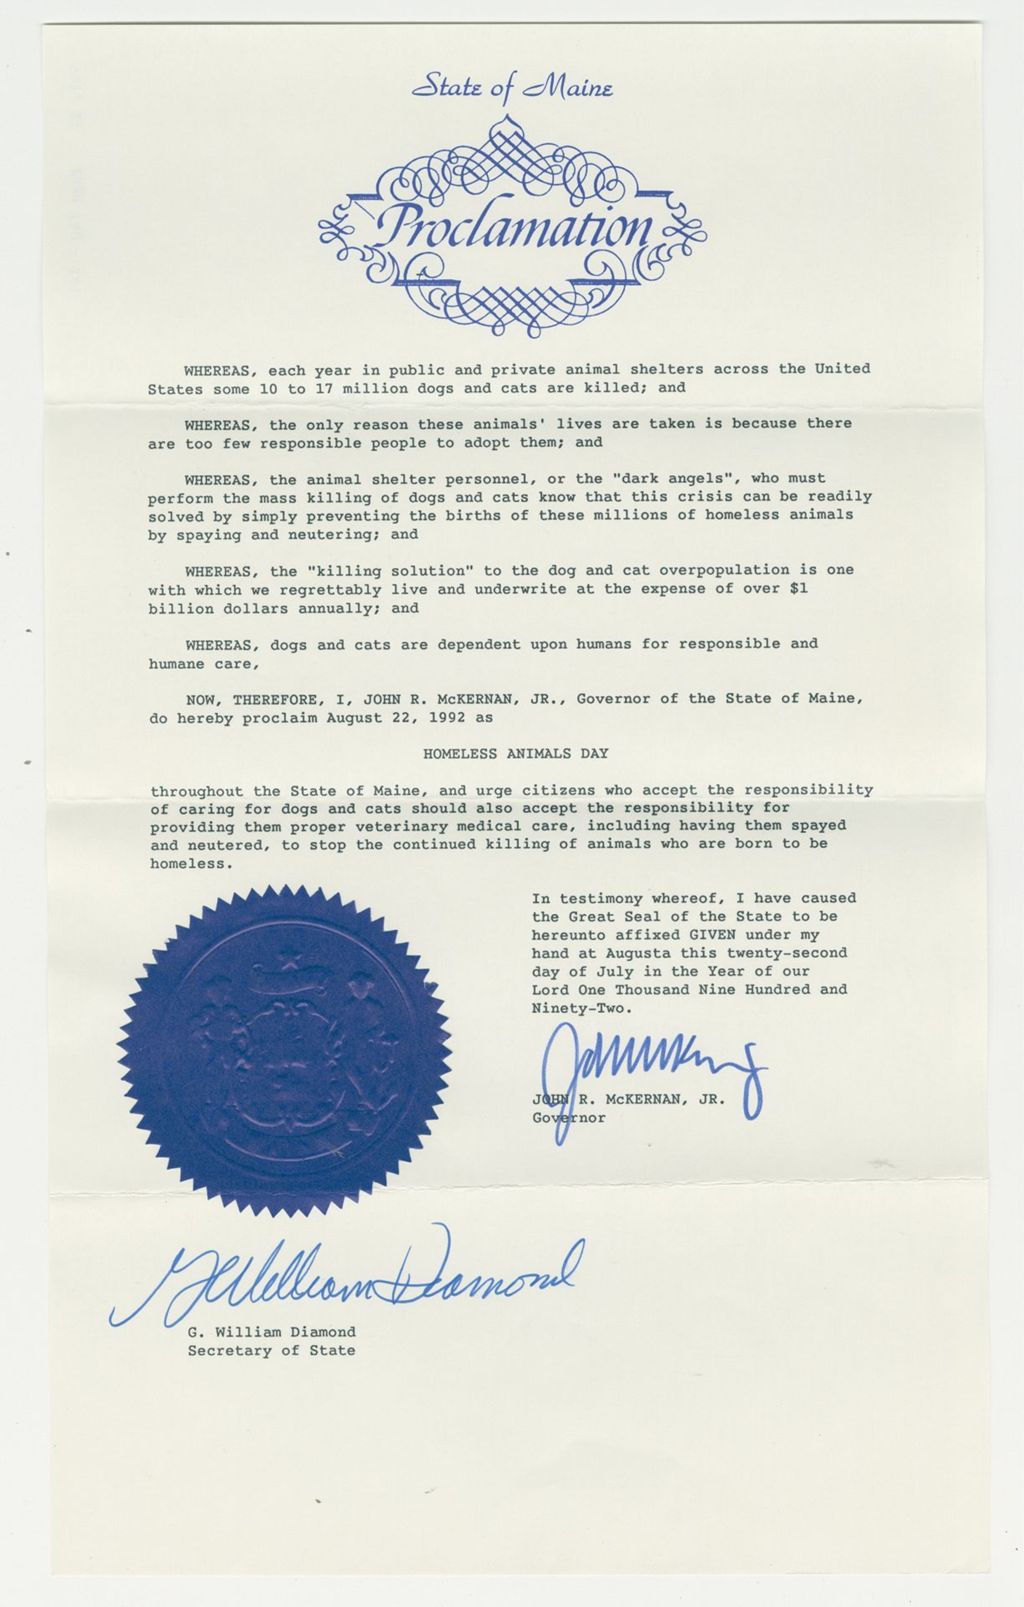 State of Maine
Proclamation
WHEREAS, each year in public and private animal shelters across the United
States some 10 to 17 million dogs and cats are killed; and
WHEREAS, the only reason these animals' lives are taken is because there
are too few responsible people to adopt them; and
WHEREAS, the animal shelter personnel, or the "dark angels", who must
perform the mass killing of dogs and cats know that this crisis can be readily
solved by simply preventing the births of these millions of homeless animals
by spaying and neutering; and
WHEREAS, the "killing solution" to the dog and cat overpopulation is one
with which we regrettably live and underwrite at the expense of over $1
billion dollars annually; and
WHEREAS, dogs and cats are dependent upon humans for responsible and
humane care,
NOW, THEREFORE, I, JOHN R. McKERNAN, JR., Governor of the State of Maine,
do hereby proclaim August 22, 1992 as
HOMELESS ANIMALS DAY
throughout the State of Maine, and urge citizens who accept the responsibility
of caring for dogs and cats should also accept the responsibility for
providing them proper veterinary medical care, including having them spayed
and neutered, to stop the continued killing of animals who are born to be
homeless.
In testimony whereof, I have caused
the Great Seal of the State to be
hereunto affixed GIVEN under my
hand at Augusta this twenty-second
day of July in the Year of our
Lord One Thousand Nine Hundred and
Ninety-Two.
JOHN R. McKERNAN, JR.
Governor
G William Diamond
G. William Diamond
Secretary of State